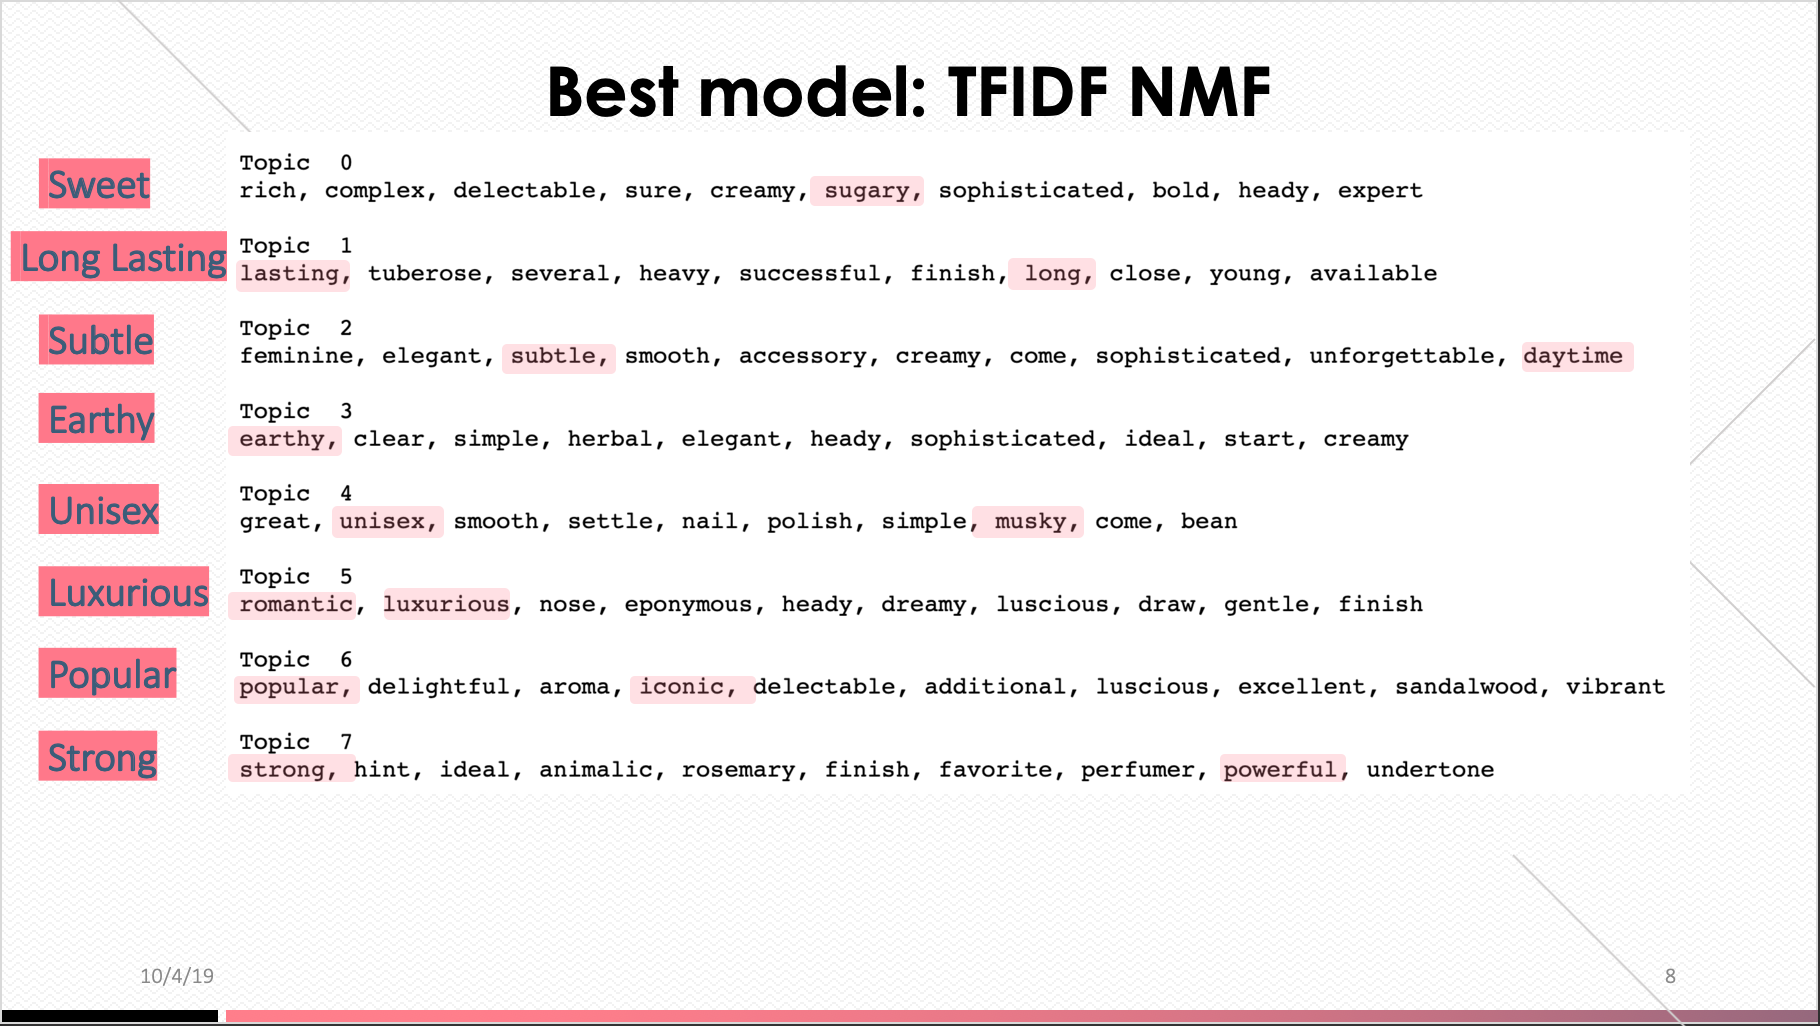 Best model: TFIDF NMF
Sweet
Topic 0
rich, complex, delectable, sure, creamy, sugary, sophisticated, bold, heady, expert
Long Lasting
Topic 1
lasting, tuberose, several, heavy, successful, finish, long, close, young, available
Subtle
Topic 2
feminine, elegant, subtle, smooth, accessory, creamy, come, sophisticated, unforgettable, daytime
Earthy
Topic 3
earthy, clear, simple, herbal, elegant, heady, sophisticated, ideal, start, creamy
Unisex
Topic 4
great, unisex, smooth, settle, nail, polish, simple, musky, come, bean
Luxurious
Topic 5
romantic, luxurious, nose, eponymous, heady, dreamy, luscious, draw, gentle, finish
Popular
Topic 6
popular, delightful, aroma, iconic, delectable, additional, luscious, excellent, sandalwood, vibrant
Strong
Topic 7
strong, hint, ideal, animalic, rosemary, finish, favorite, perfumer, powerful, undertone
10/4/19
8